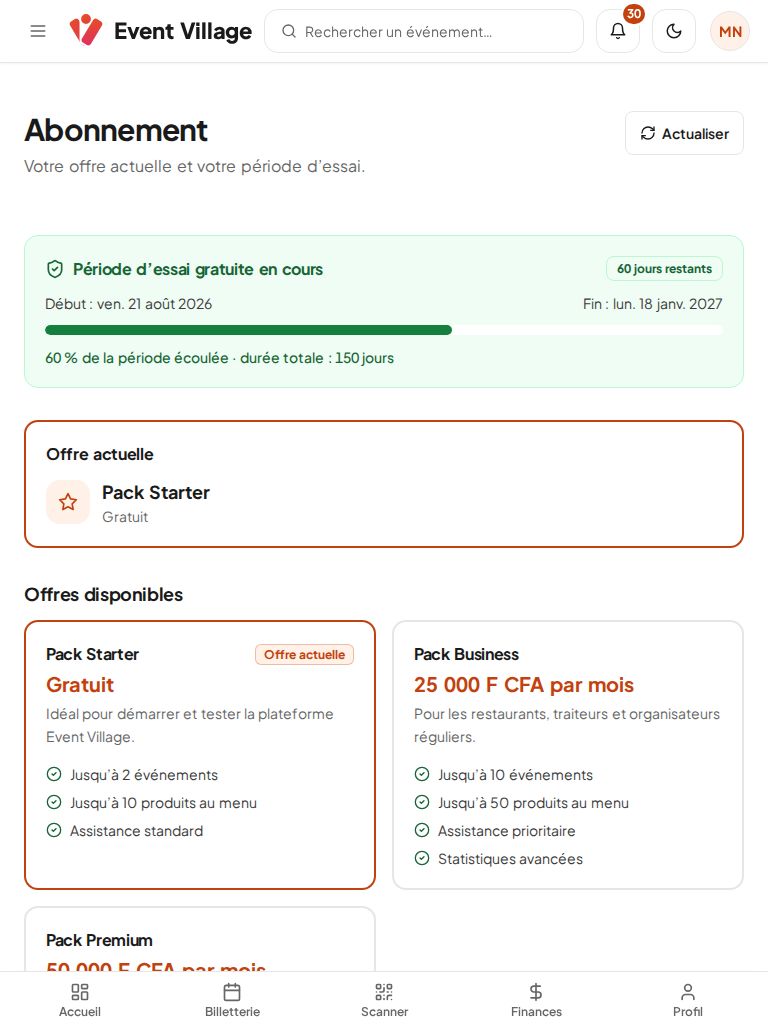 Event Village
Rechercher un événement…
30
MN
Abonnement
Actualiser
Votre offre actuelle et votre période d’essai.
Période d’essai gratuite en cours
60 jours restants
Début : ven. 21 août 2026
Fin : lun. 18 janv. 2027
60 % de la période écoulée · durée totale : 150 jours
Offre actuelle
Pack Starter
Gratuit
Offres disponibles
Pack Starter
Offre actuelle
Gratuit
Idéal pour démarrer et tester la plateforme
Event Village.
Jusqu’à 2 événements
Jusqu’à 10 produits au menu
Assistance standard
Pack Business
25 000 F CFA par mois
Pour les restaurants, traiteurs et organisateurs
réguliers.
Jusqu’à 10 événements
Jusqu’à 50 produits au menu
Assistance prioritaire
Statistiques avancées
Pack Premium
50 000 F CFA par mois
Accueil
Billetterie
Scanner
Finances
Profil